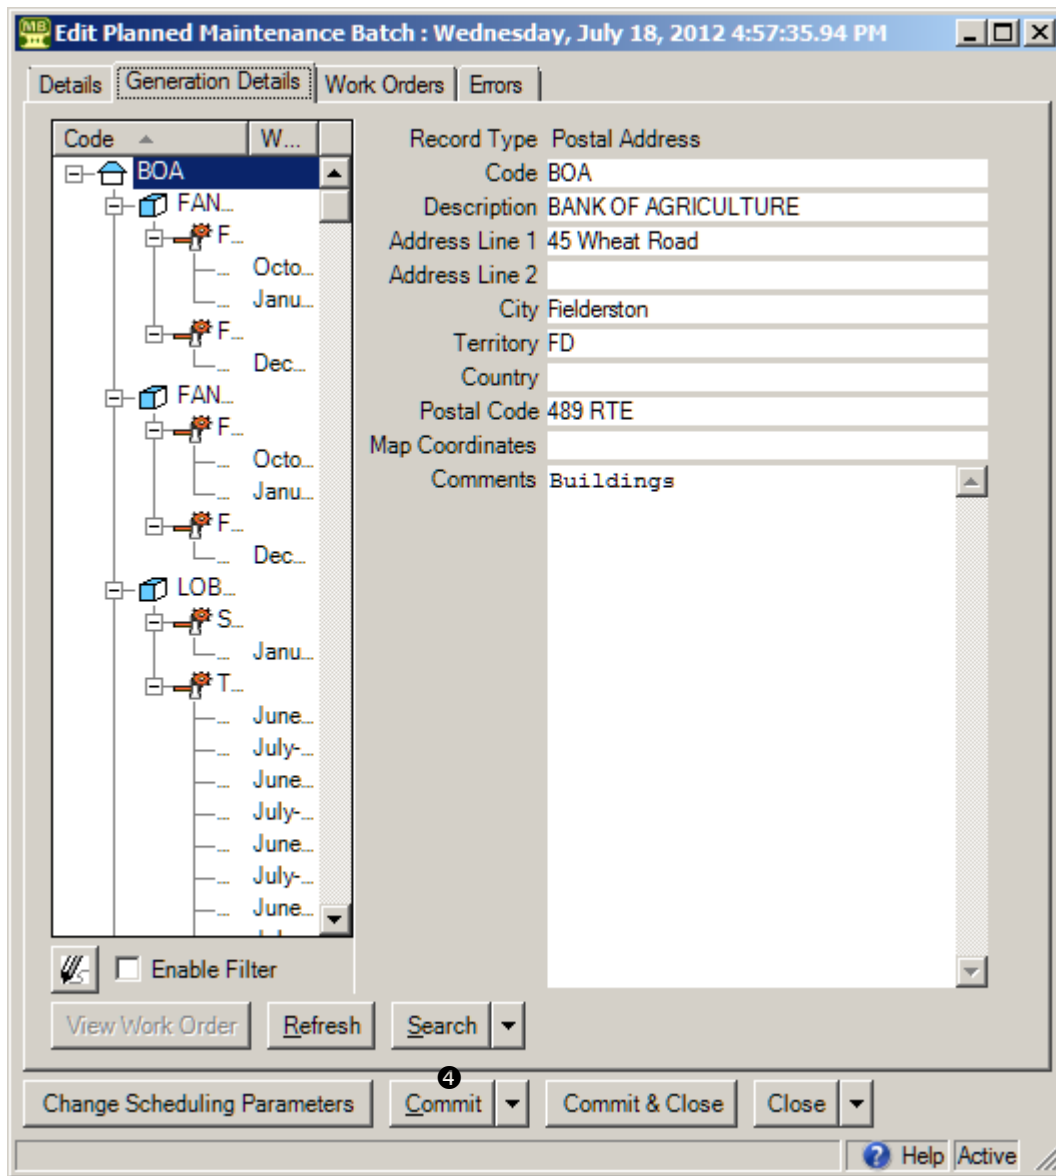 MB Edit Planned Maintenance Batch : Wednesday, July 18, 2012 4:57:35.94 PM
Details Generation Details Work Orders Errors
Code W...
BOA
FAN...
F...
... Octo...
... Janu...
F...
... Dec...
FAN...
F...
... Octo...
... Janu...
F...
... Dec...
LOB...
S...
... Janu...
T...
... June...
... July-...
... June...
... July-...
... June...
... July-...
... June...
Record Type Postal Address
Code BOA
Description BANK OF AGRICULTURE
Address Line 1 45 Wheat Road
Address Line 2
City Fielderston
Territory FD
Country
Postal Code 489 RTE
Map Coordinates
Comments Buildings
Enable Filter
View Work Order Refresh Search
❹
Change Scheduling Parameters Commit Commit & Close Close
Help Active